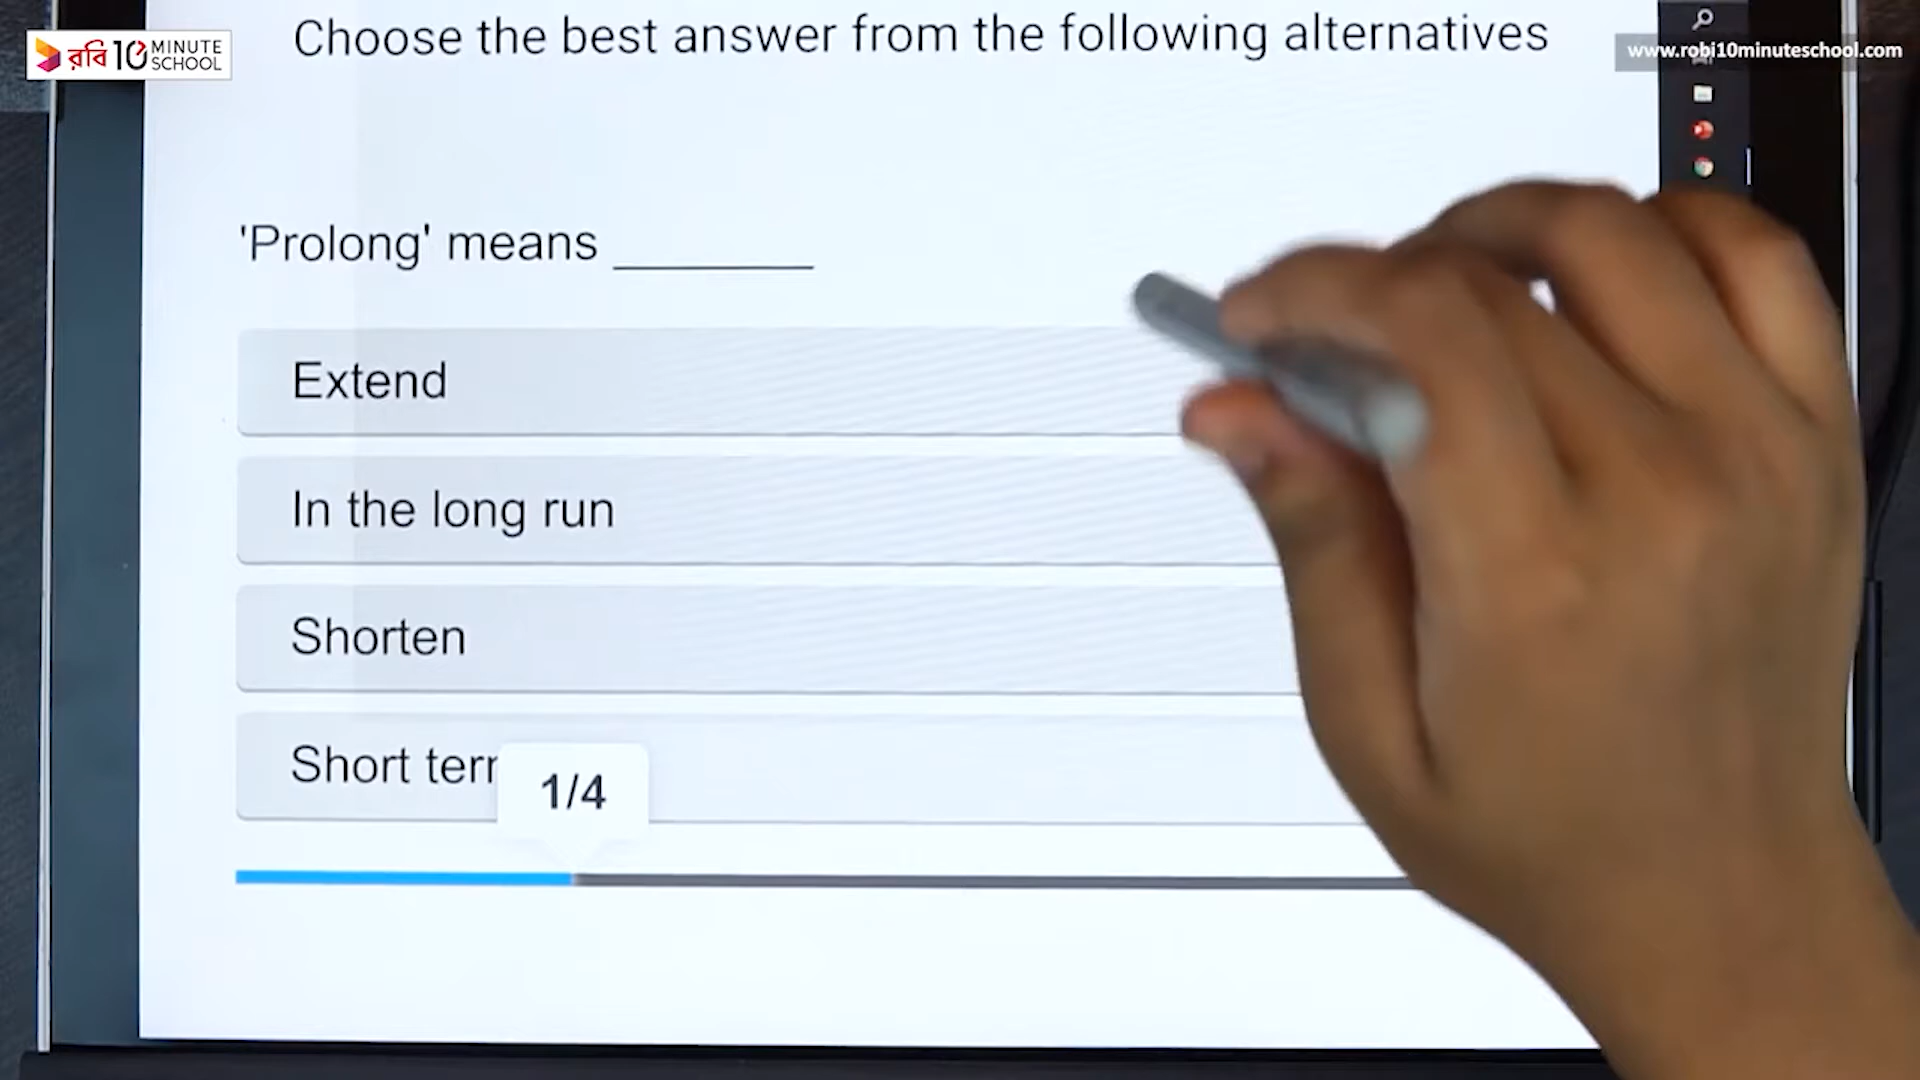 রবি 10 MINUTE SCHOOL
Choose the best answer from the following alternatives
www.robi10minuteschool.com
'Prolong' means ________
Extend
In the long run
Shorten
Short
1/4